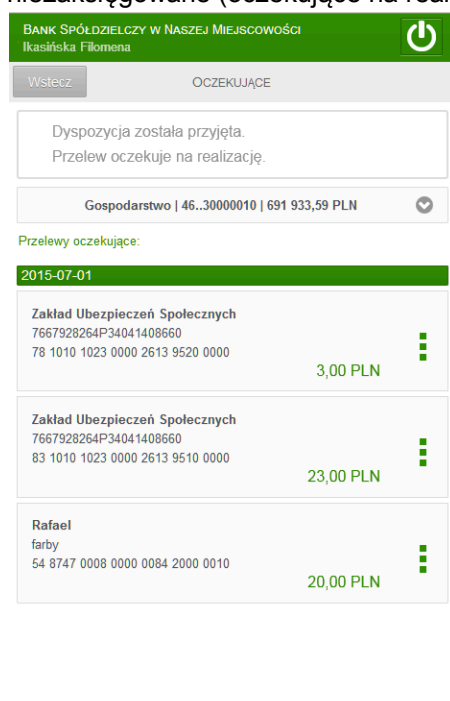 niezaksięgowane (oczekujące na real
BANK SPÓŁDZIELCZY W NASZEJ MIEJSCOWOŚCI
Ikasińska Filomena
Wstecz
OCZEKUJĄCE
Dyspozycja została przyjęta.
Przelew oczekuje na realizację.
Gospodarstwo | 46..30000010 | 691 933,59 PLN
Przelewy oczekujące:
2015-07-01
Zakład Ubezpieczeń Społecznych
7667928264P34041408660
78 1010 1023 0000 2613 9520 0000
3,00 PLN
Zakład Ubezpieczeń Społecznych
7667928264P34041408660
83 1010 1023 0000 2613 9510 0000
23,00 PLN
Rafael
farby
54 8747 0008 0000 0084 2000 0010
20,00 PLN